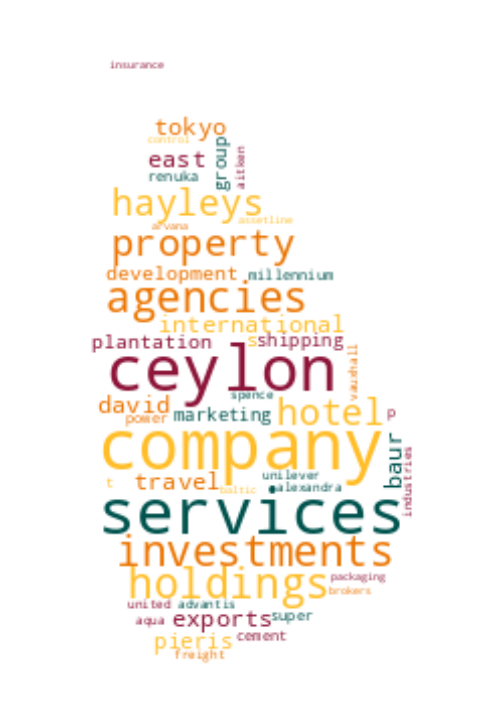 insurance
tokyo
control
east
group
aitken
renuka
hayleys
assetline
arvana
property
development
millennium
agencies
international
plantation
s
shipping
ceylon
vauxhall
spence
david
hotel
p
power
marketing
company
baur
industries
unilever
t
travel
baltic
alexandra
services
investments
holdings
packaging
brokers
united
advantis
aqua
exports
super
cement
pieris
freight